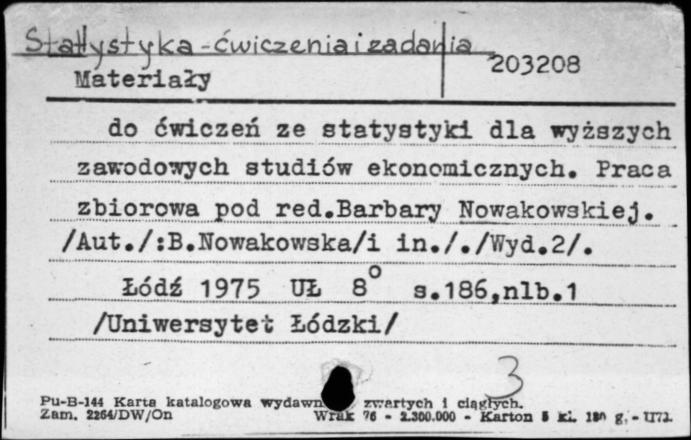 Statystyka - ćwiczenia i zadania
203208
Materiały
do ćwiczeń ze statystyki dla wyższych
zawodowych studiów ekonomicznych. Praca
zbiorowa pod red.Barbary Nowakowskiej.
/Aut./:B.Nowakowska/i in././Wyd.2/.
Łódź 1975 UŁ 8° s.186,nlb.1
/Uniwersytet Łódzki/
3
Pu-B-144 Karta katalogowa wydawn zwartych i ciągłych.
Zam. 2264/DW/On Wrak 76 - 2.300.000 - Karton kl. g.